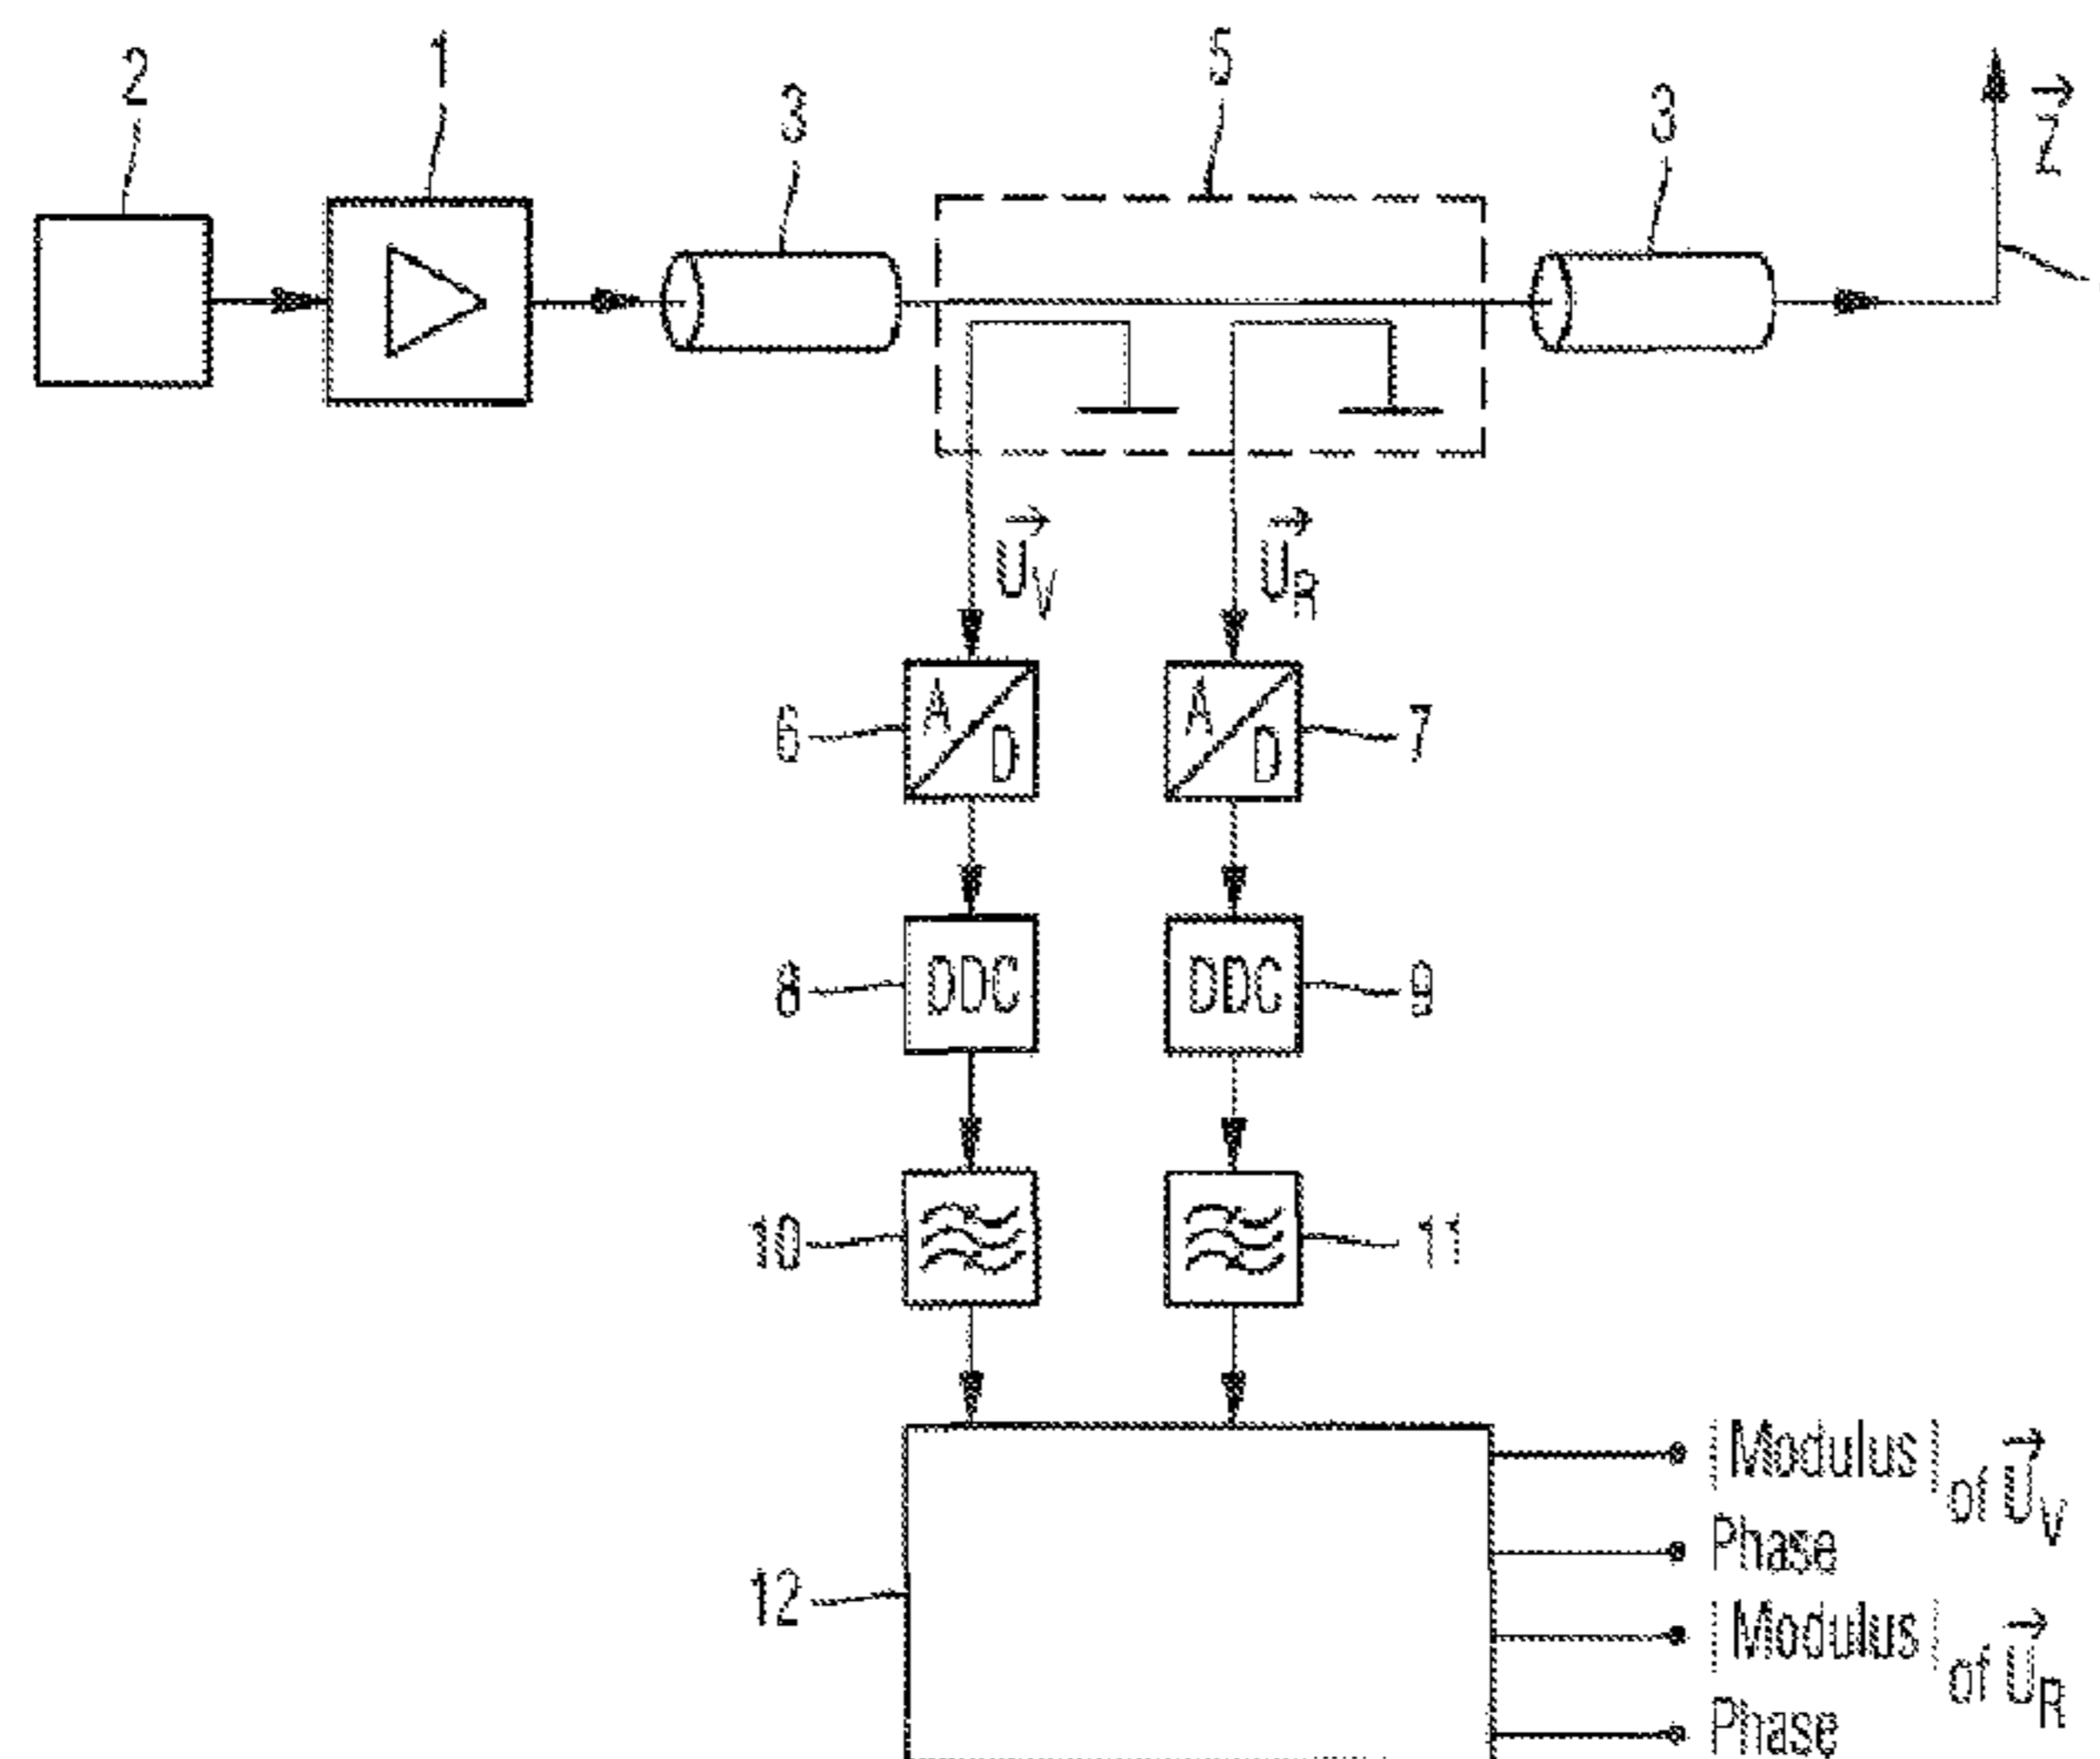 2
1
3
5
3
Z
U_V
U_R
A
D
A
D
6
7
DDC
DDC
8
9
10
11
12
|Modulus| of U_V
Phase
|Modulus| of U_R
Phase